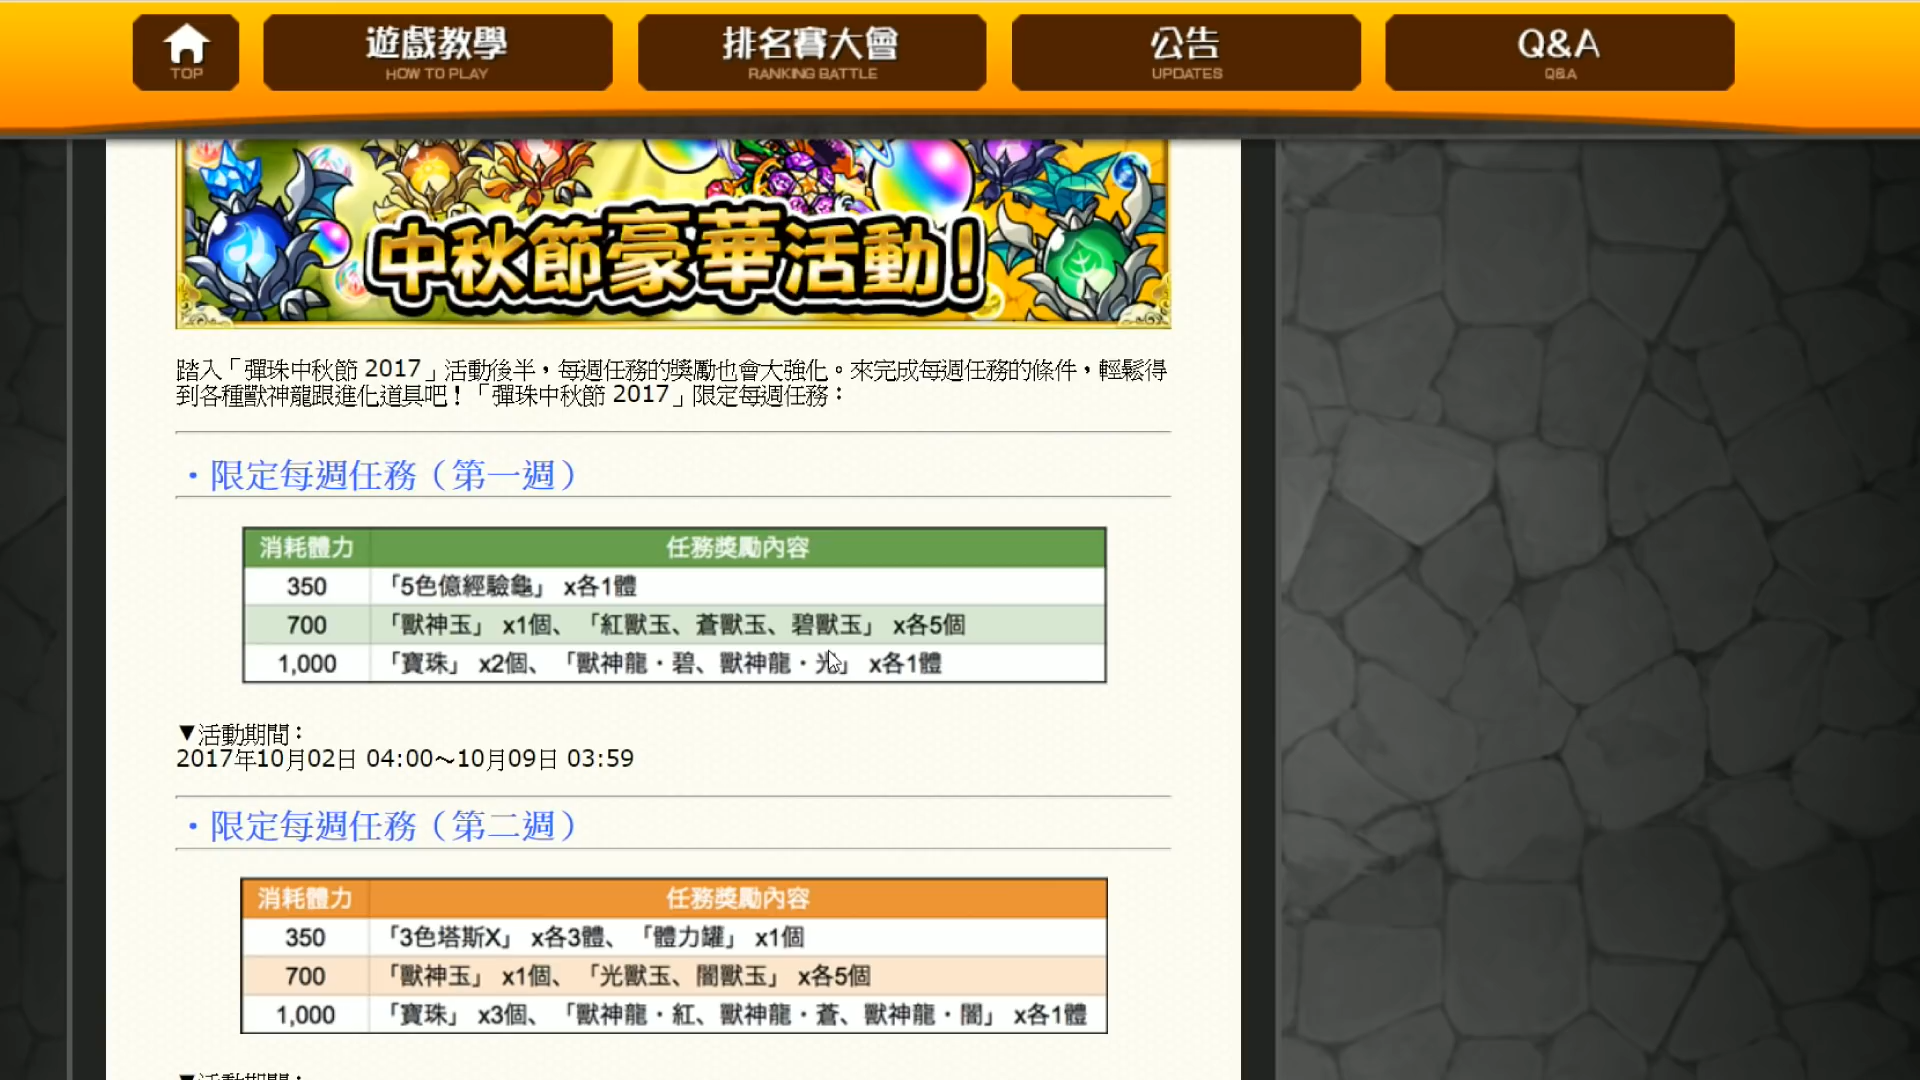 遊戲教學
排名賽大會
公告
Q&A
TOP
HOW TO PLAY
RANKING BATTLE
UPDATES
Q&A
中秋節豪華活動!
踏入「彈珠中秋節 2017」活動後半，每週任務的獎勵也會大強化。來完成每週任務的條件，輕鬆得
到各種獸神龍跟進化道具吧！「彈珠中秋節 2017」限定每週任務：
・限定每週任務（第一週）
消耗體力 任務獎勵內容
350 「5色億經驗龜」 x各1體
700 「獸神玉」 x1個、 「紅獸玉、蒼獸玉、碧獸玉」 x各5個
1,000 「寶珠」 x2個、 「獸神龍・碧、獸神龍・光」 x各1體
▼活動期間：
2017年10月02日 04:00～10月09日 03:59
・限定每週任務（第二週）
消耗體力 任務獎勵內容
350 「3色塔斯X」 x各3體、 「體力罐」 x1個
700 「獸神玉」 x1個、 「光獸玉、闇獸玉」 x各5個
1,000 「寶珠」 x3個、 「獸神龍・紅、獸神龍・蒼、獸神龍・闇」 x各1體
▼活動期間：